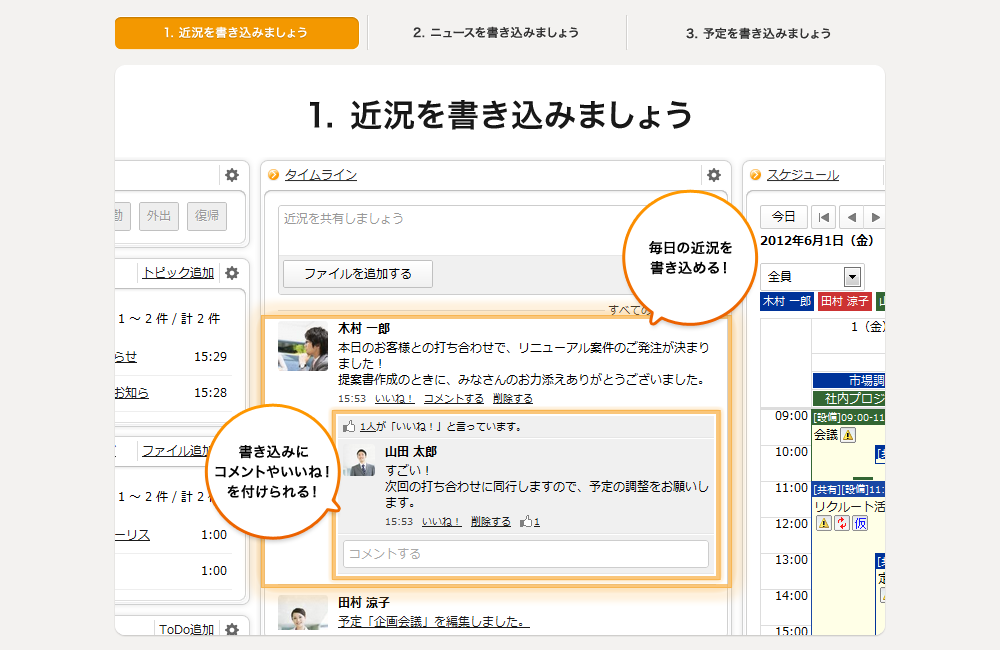 1. 近況を書き込みましょう
2. ニュースを書き込みましょう
3. 予定を書き込みましょう
1. 近況を書き込みましょう
外出
復帰
トピック追加
1 ～ 2 件 / 計 2 件
らせ
15:29
お知ら
15:28
ファイル追加
1 ～ 2 件 / 計 2
ーリス
1:00
1:00
ToDo追加
タイムライン
近況を共有しましょう
ファイルを追加する
毎日の近況を
書き込める！
すべての
木村 一郎
本日のお客様との打ち合わせで、リニューアル案件のご発注が決まり
ました！
提案書作成のときに、みなさんのお力添えありがとうございました。
15:53 いいね！ コメントする 削除する
1人が「いいね！」と言っています。
山田 太郎
すごい！
次回の打ち合わせに同行しますので、予定の調整をお願いし
ます。
15:53 いいね！ 削除する 1
コメントする
書き込みに
コメントやいいね！
を付けられる！
田村 涼子
予定「企画会議」を編集しました。
スケジュール
今日
2012年6月1日（金）
全員
木村 一郎
田村 涼子
1（金）
市場調
社内プロジ
09:00
[設備]09:00-11
会議
10:00
11:00
[共有][設備]11:
リクルート活
仮
12:00
13:00
14:00
15:00